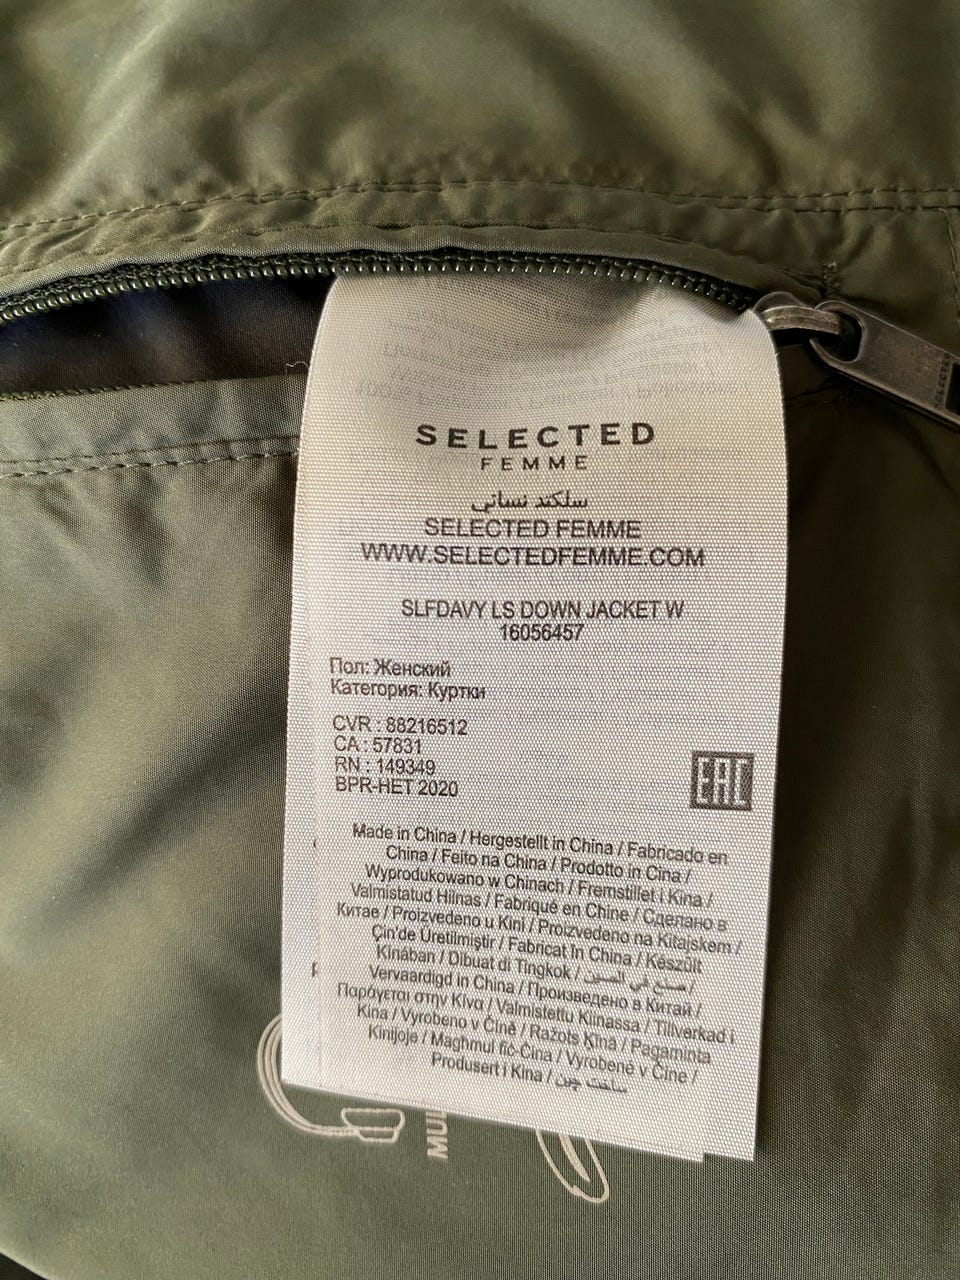 SELECTED
FEMME
سلكتد نسائي
SELECTED FEMME
WWW.SELECTEDFEMME.COM
SLFDAVY LS DOWN JACKET W
16056457
Пол: Женский
Категория: Куртки
CVR : 88216512
CA : 57831
RN : 149349
BPR-HET 2020
EAC
Made in China / Hergestellt in China / Fabricado en
China / Feito na China / Prodotto in Cina /
Wyprodukowano w Chinach / Fremstillet i Kina /
Valmistatud Hiinas / Fabriqué en Chine / Сделано в
Китае / Proizvedeno u Kini / Proizvedeno na Kitajskem /
Çin'de Üretilmiştir / Fabricat în China / Készült
Kínában / Dibuat di Tingkok / صنع في الصين /
Vervaardigd in China / Произведено в Китай /
Παράγεται στην Κίνα / Valmistettu Kiinassa / Tillverkad i
Kina / Vyrobeno v Číně / Ražots Ķīnā / Pagaminta
Kinijoje / Maghmul fiċ-Ċina / Vyrobené v Číne /
Produsert i Kina / ساخت چین
MUL
SELECTED